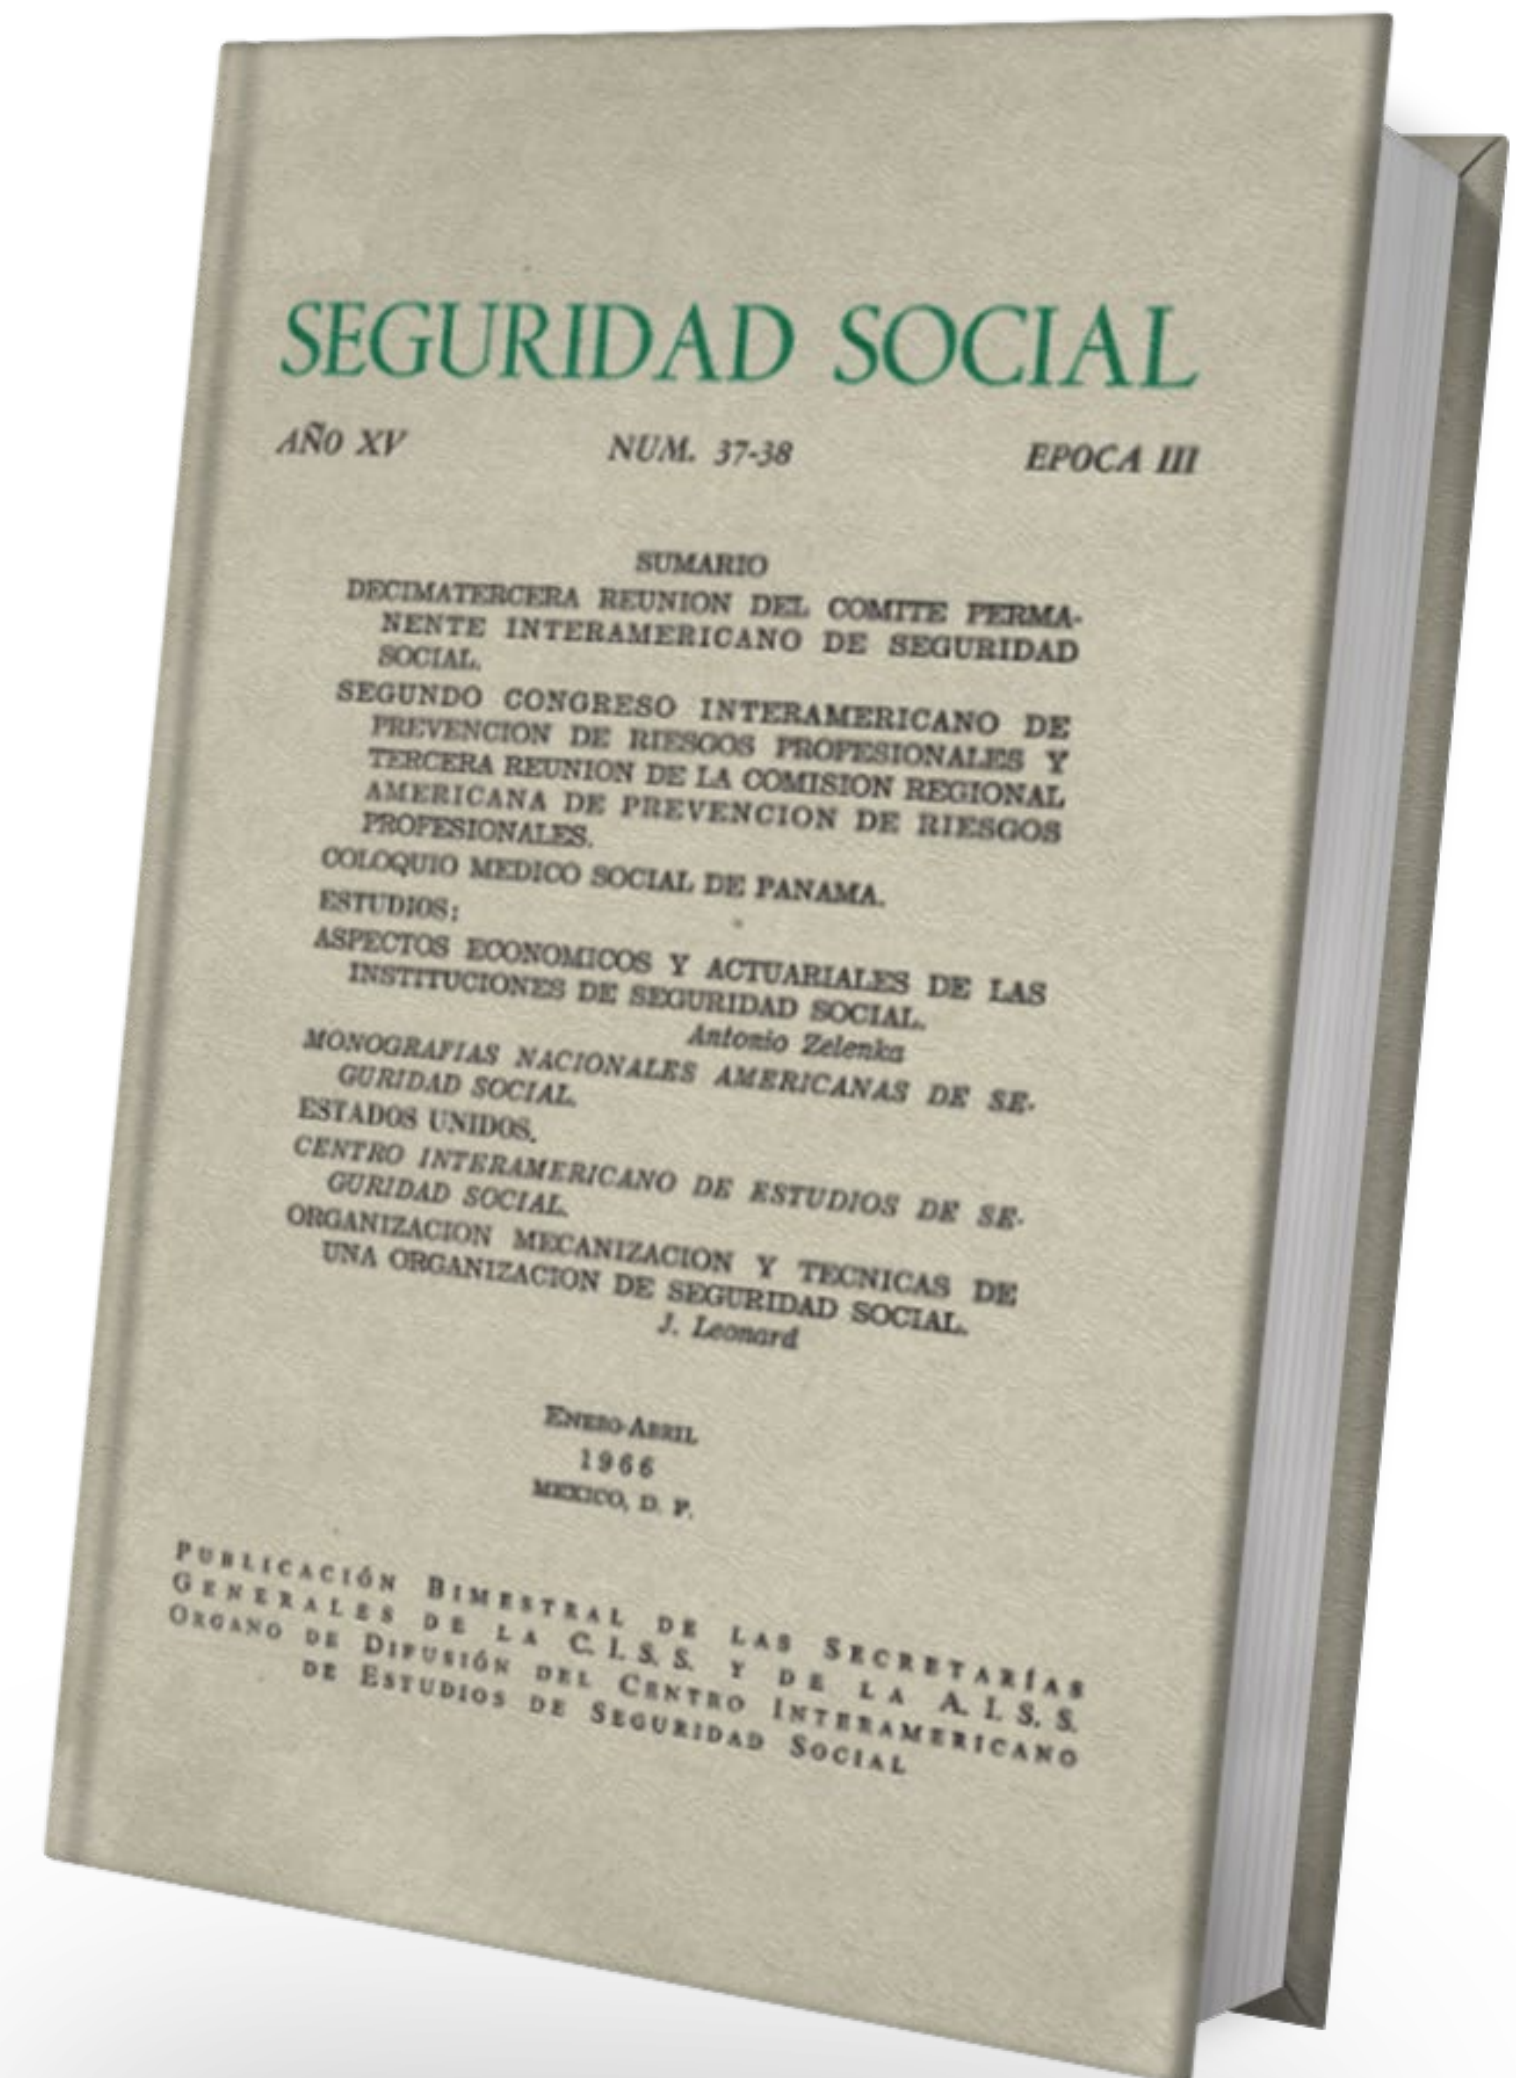 SEGURIDAD SOCIAL
AÑO XV NUM. 37-38 EPOCA III
SUMARIO
DECIMATERCERA REUNION DEL COMITE PERMA-
NENTE INTERAMERICANO DE SEGURIDAD
SOCIAL.
SEGUNDO CONGRESO INTERAMERICANO DE
PREVENCION DE RIESGOS PROFESIONALES Y
TERCERA REUNION DE LA COMISION REGIONAL
AMERICANA DE PREVENCION DE RIESGOS
PROFESIONALES.
COLOQUIO MEDICO SOCIAL DE PANAMA.
ESTUDIOS:
ASPECTOS ECONOMICOS Y ACTUARIALES DE LAS
INSTITUCIONES DE SEGURIDAD SOCIAL.
Antonio Zelenka
MONOGRAFIAS NACIONALES AMERICANAS DE SE-
GURIDAD SOCIAL.
ESTADOS UNIDOS.
CENTRO INTERAMERICANO DE ESTUDIOS DE SE-
GURIDAD SOCIAL.
ORGANIZACION MECANIZACION Y TECNICAS DE
UNA ORGANIZACION DE SEGURIDAD SOCIAL.
J. Leonard
ENERO-ABRIL
1966
MEXICO, D. F.
PUBLICACIÓN BIMESTRAL DE LAS SECRETARÍAS
GENERALES DE LA C. I. S. S. Y DE LA A. I. S. S.
ORGANO DE DIFUSIÓN DEL CENTRO INTERAMERICANO
DE ESTUDIOS DE SEGURIDAD SOCIAL